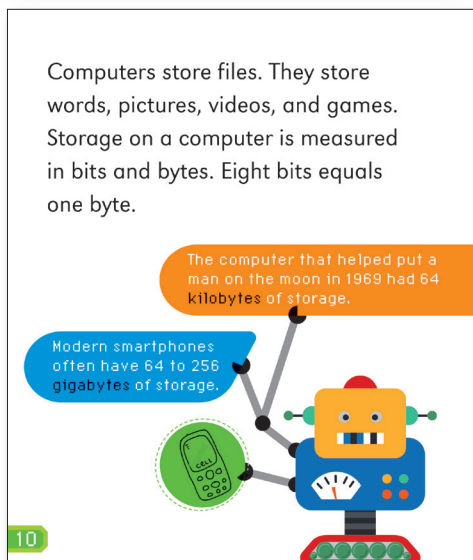 Computers store files. They store
words, pictures, videos, and games.
Storage on a computer is measured
in bits and bytes. Eight bits equals
one byte.
The computer that helped put a
man on the moon in 1969 had 64
kilobytes of storage.
Modern smartphones
often have 64 to 256
gigabytes of storage.
CELL
10